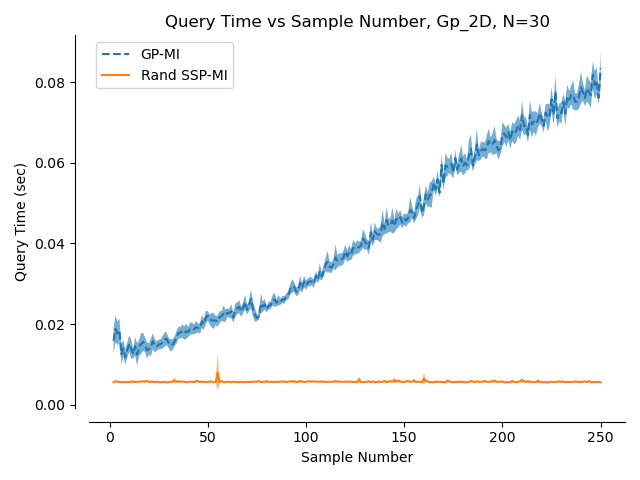 Query Time vs Sample Number, Gp_2D, N=30
GP-MI
Rand SSP-MI
0.08
0.06
0.04
0.02
0.00
Query Time (sec)
0 50 100 150 200 250
Sample Number